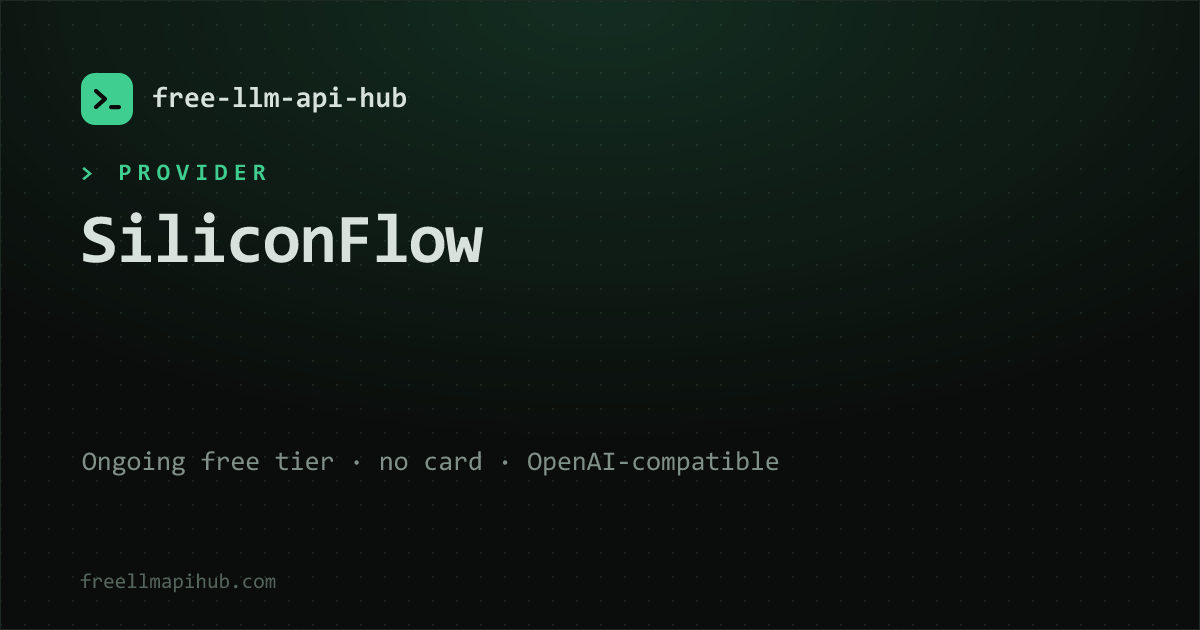 free-llm-api-hub
> PROVIDER
SiliconFlow
Ongoing free tier · no card · OpenAI-compatible
freellmapihub.com